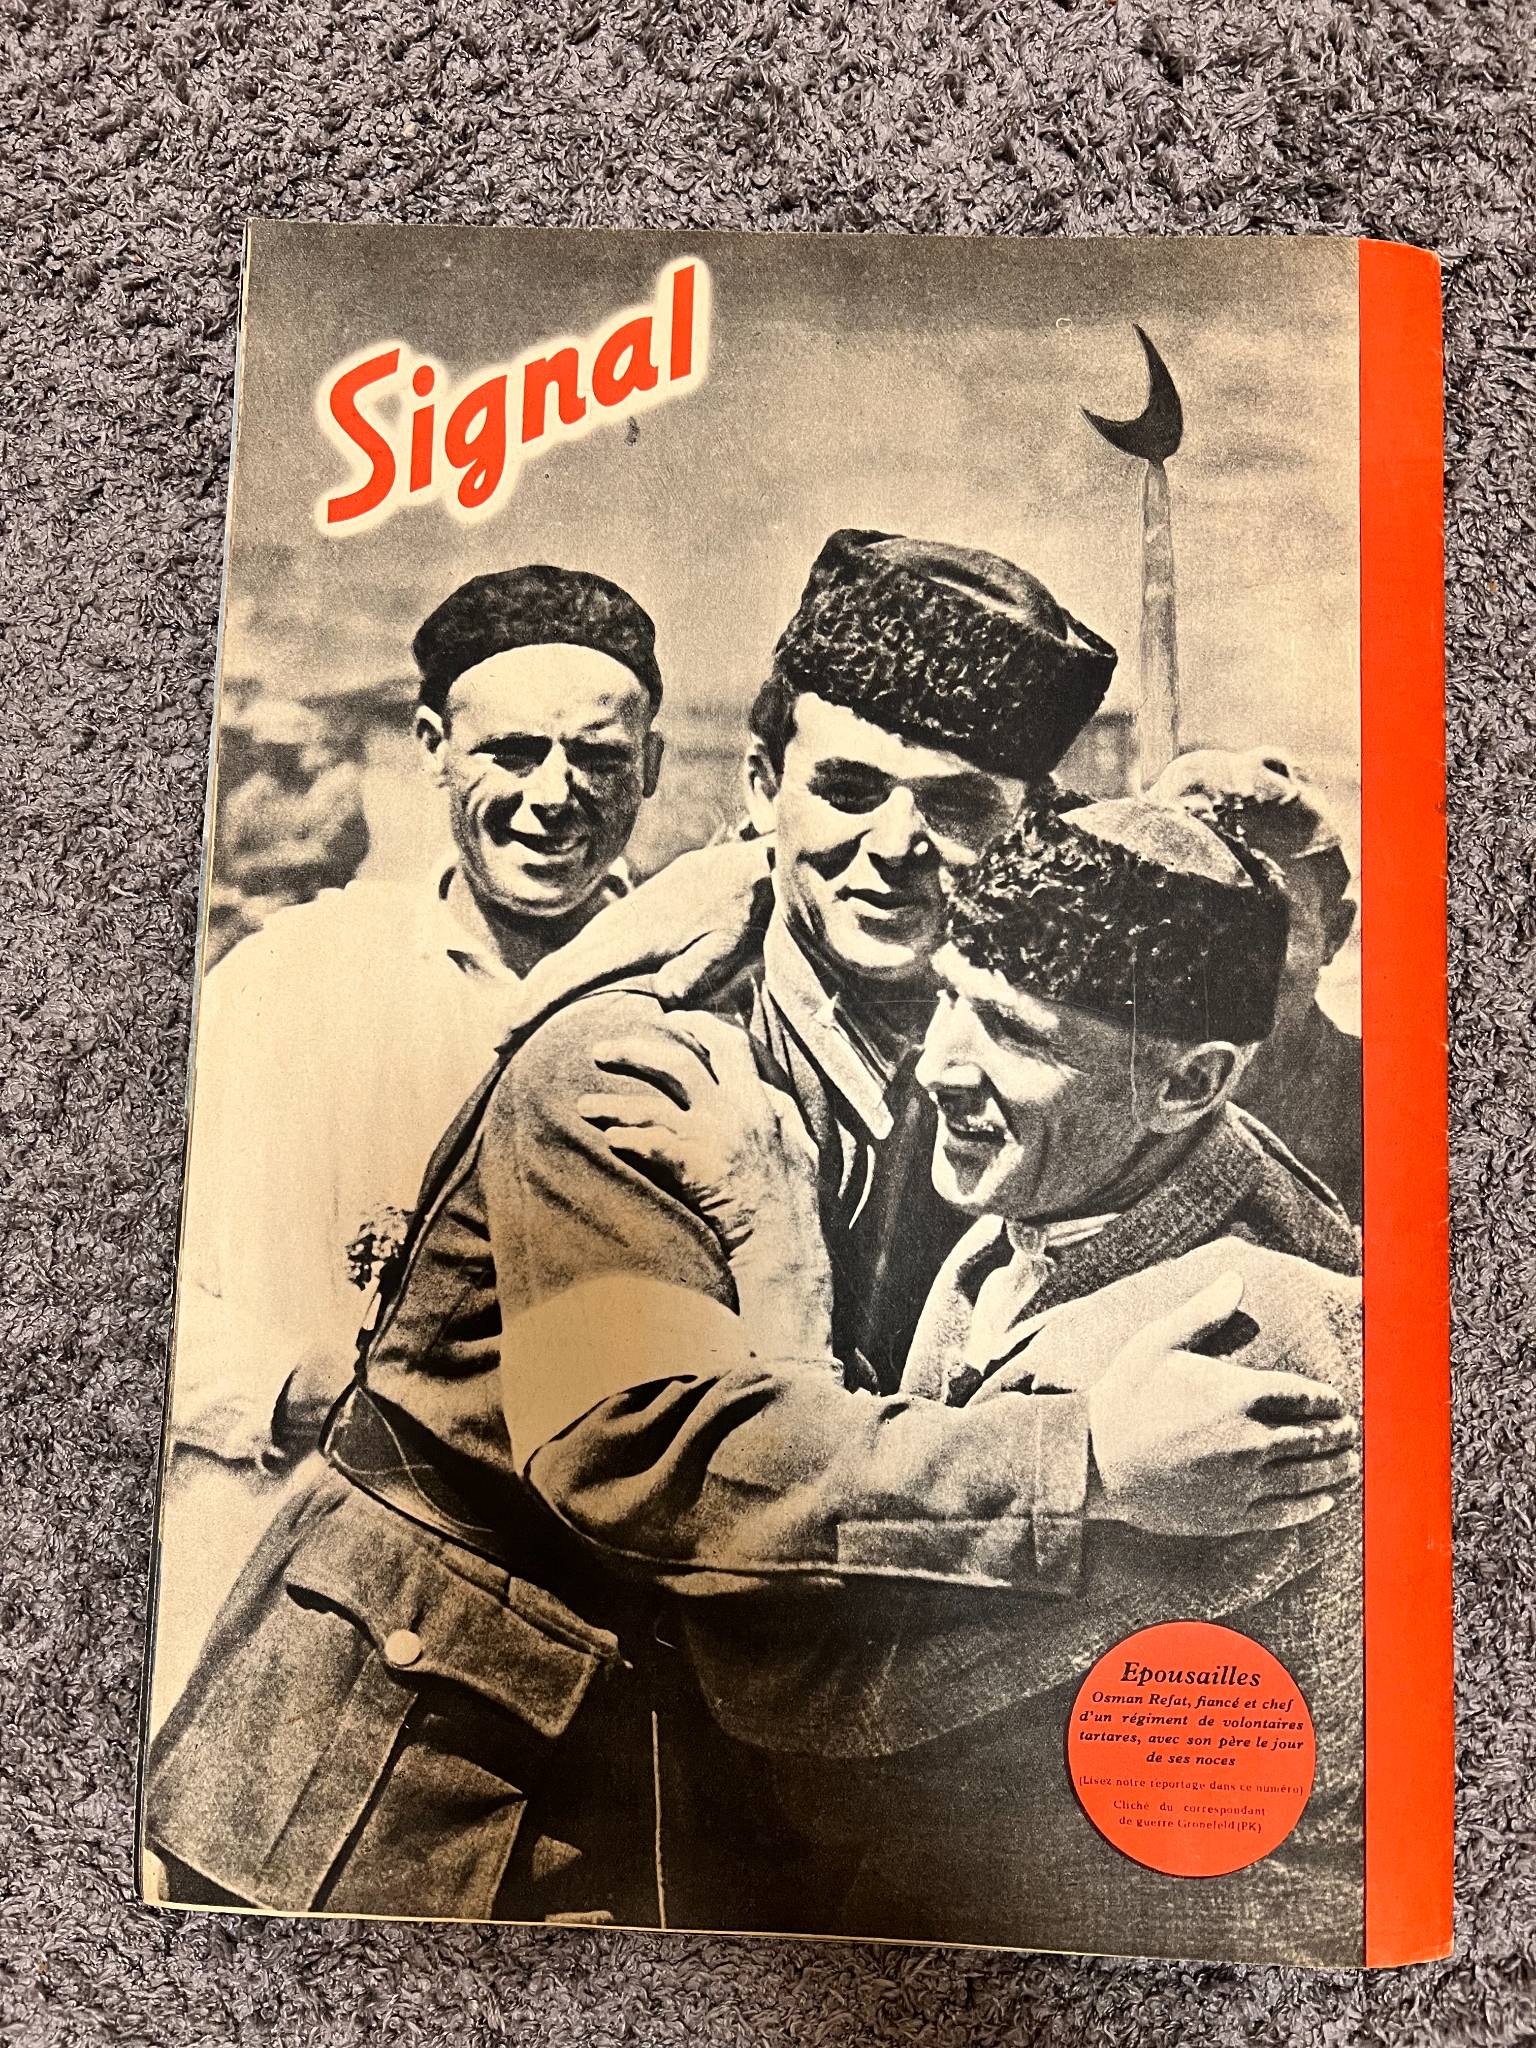 Signal
Epousailles
Osman Refat, fiancé et chef
d'un régiment de volontaires
tartares, avec son père le jour
de ses noces
(Lisez notre reportage dans ce numéro)
Cliché du correspondant
de guerre Gronefeld (PK)